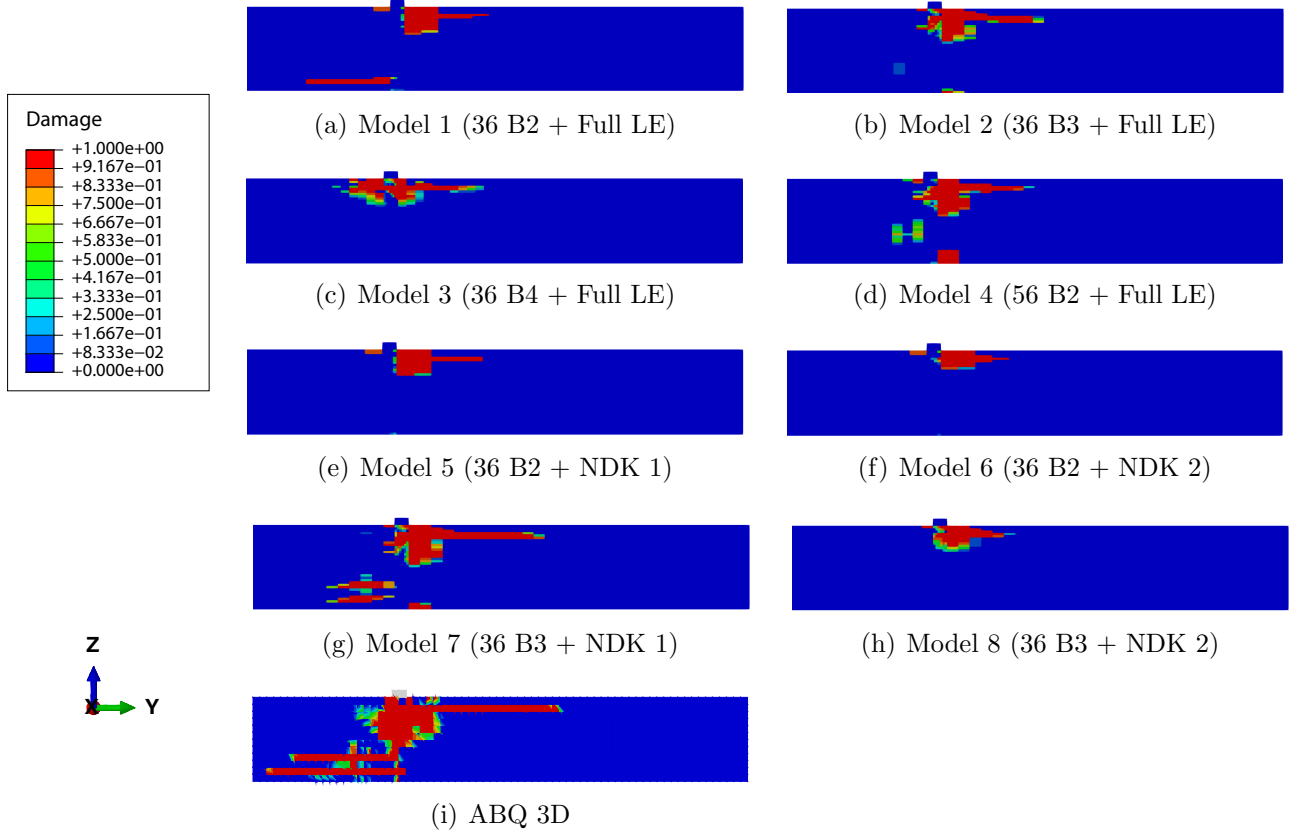 (a) Model 1 (36 B2 + Full LE)
(b) Model 2 (36 B3 + Full LE)
Damage
+1.000e+00
+9.167e−01
+8.333e−01
+7.500e−01
+6.667e−01
+5.833e−01
+5.000e−01
+4.167e−01
+3.333e−01
+2.500e−01
+1.667e−01
+8.333e−02
+0.000e+00
(c) Model 3 (36 B4 + Full LE)
(d) Model 4 (56 B2 + Full LE)
(e) Model 5 (36 B2 + NDK 1)
(f) Model 6 (36 B2 + NDK 2)
(g) Model 7 (36 B3 + NDK 1)
(h) Model 8 (36 B3 + NDK 2)
Z
X Y
(i) ABQ 3D